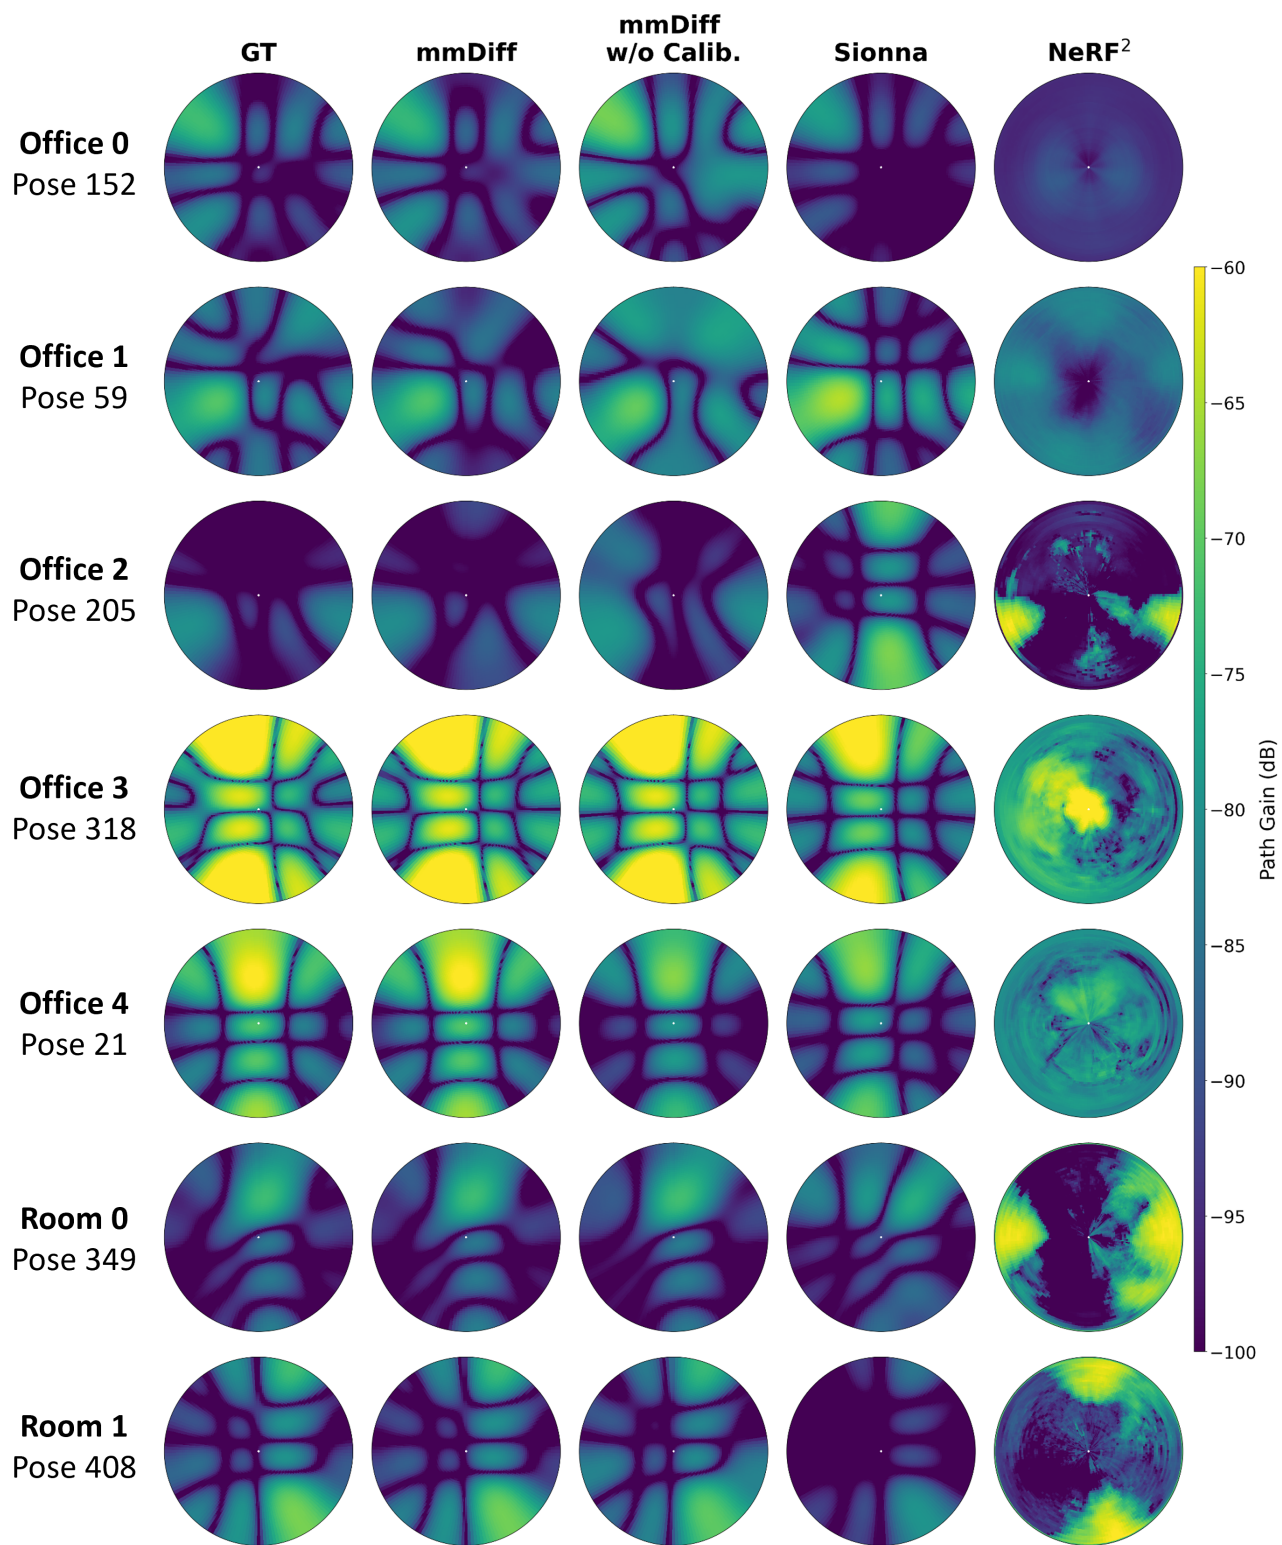 GT
mmDiff
mmDiff
w/o Calib.
Sionna
NeRF²
Office 0
Pose 152
Office 1
Pose 59
Office 2
Pose 205
Office 3
Pose 318
Office 4
Pose 21
Room 0
Pose 349
Room 1
Pose 408
−60
−65
−70
−75
−80
−85
−90
−95
−100
Path Gain (dB)